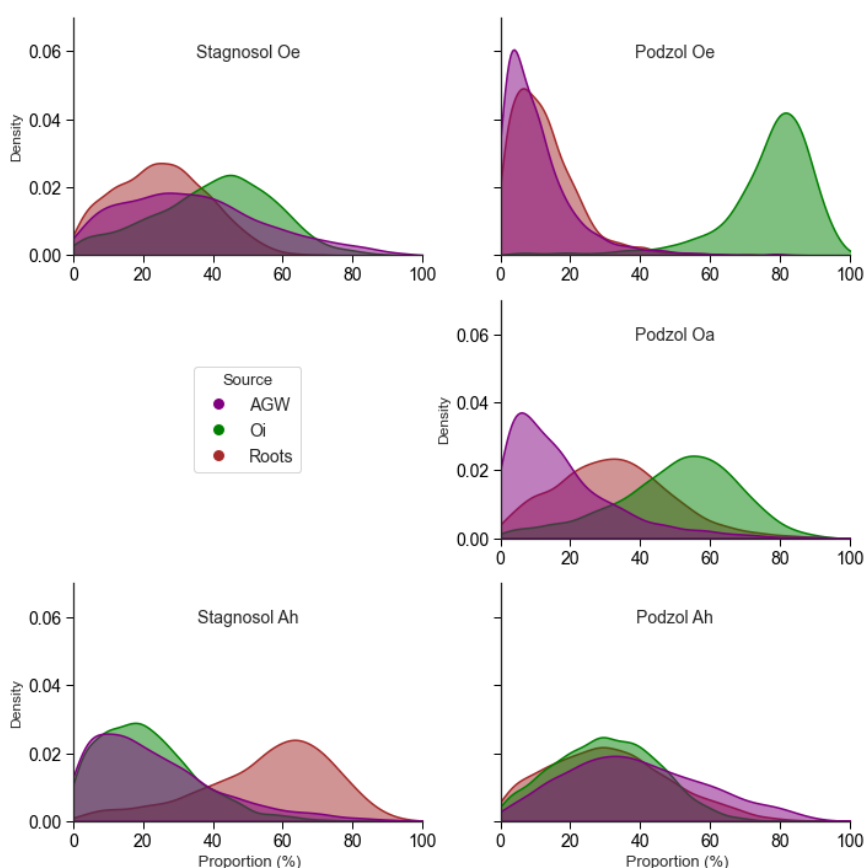 Stagnosol Oe
Density
0.06
0.04
0.02
0.00
0 20 40 60 80 100
Podzol Oe
0 20 40 60 80 100
Source
AGW
Oi
Roots
Podzol Oa
Density
0.06
0.04
0.02
0.00
0 20 40 60 80 100
Stagnosol Ah
Density
0.06
0.04
0.02
0.00
0 20 40 60 80 100
Proportion (%)
Podzol Ah
0 20 40 60 80 100
Proportion (%)